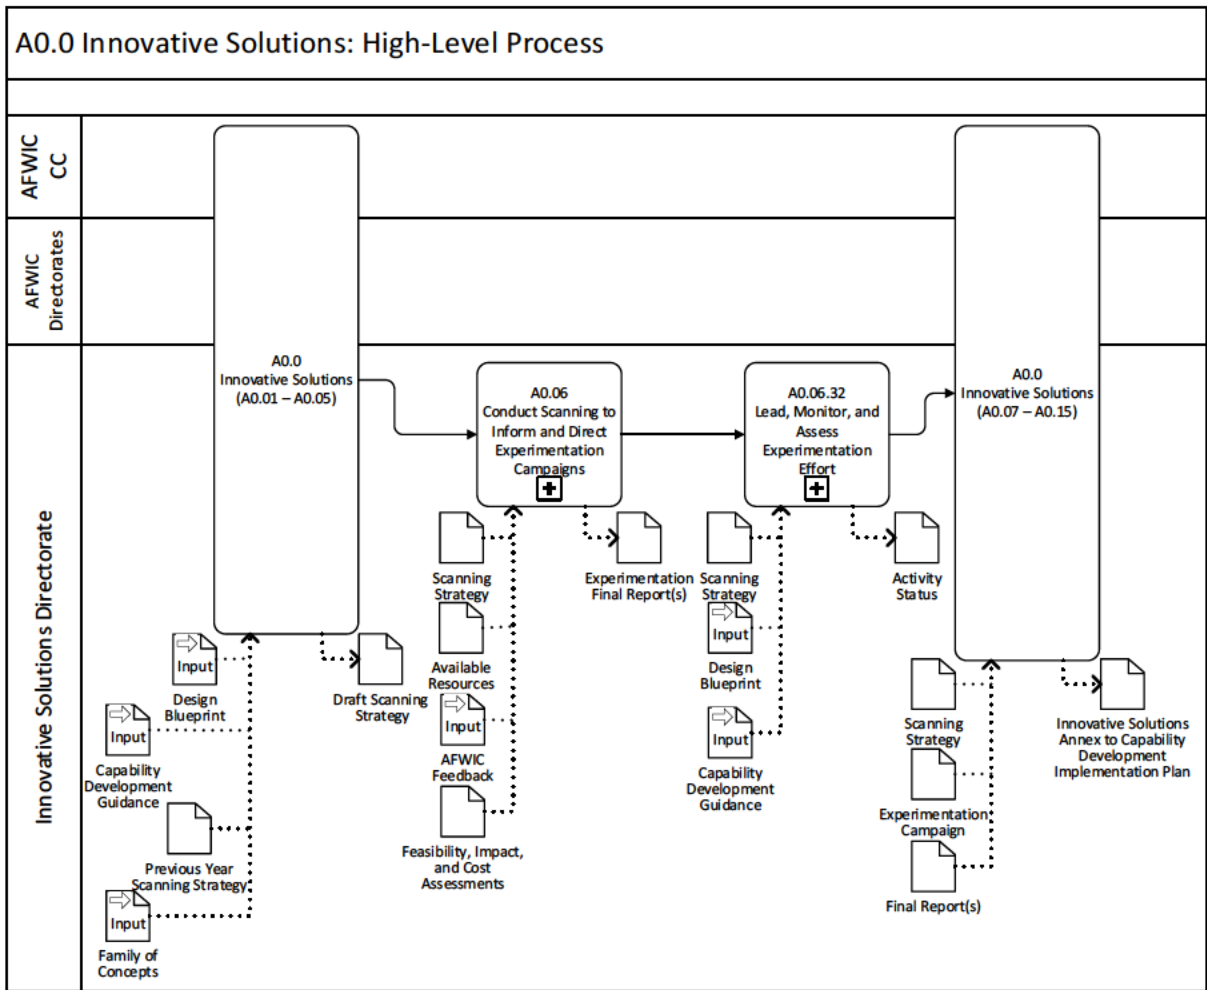 A0.0 Innovative Solutions: High-Level Process
AFWIC
CC
AFWIC
Directorates
Innovative Solutions Directorate
A0.0
Innovative Solutions
(A0.01 – A0.05)
A0.06
Conduct Scanning to
Inform and Direct
Experimentation
Campaigns
A0.06.32
Lead, Monitor, and
Assess
Experimentation
Effort
A0.0
Innovative Solutions
(A0.07 – A0.15)
Input
Design
Blueprint
Input
Capability
Development
Guidance
Previous Year
Scanning Strategy
Input
Family of
Concepts
Draft Scanning
Strategy
Scanning
Strategy
Available
Resources
Input
AFWIC
Feedback
Feasibility, Impact,
and Cost
Assessments
Experimentation
Final Report(s)
Scanning
Strategy
Input
Design
Blueprint
Input
Capability
Development
Guidance
Activity
Status
Scanning
Strategy
Experimentation
Campaign
Final Report(s)
Innovative Solutions
Annex to Capability
Development
Implementation Plan